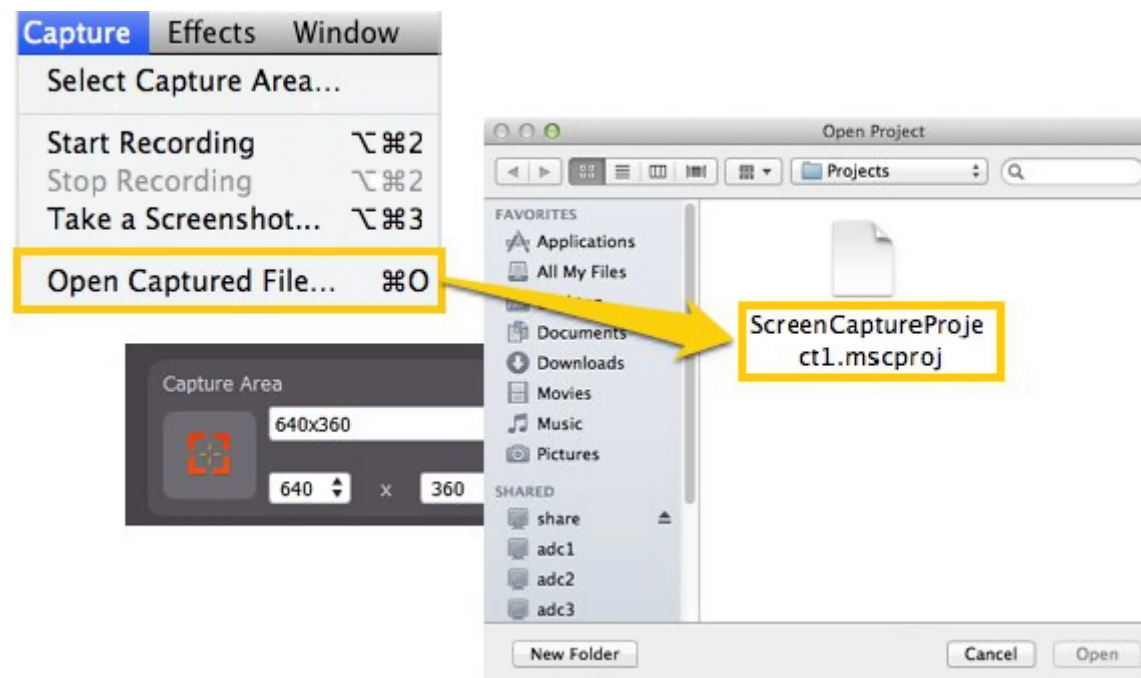 Capture Effects Window
Select Capture Area...
Start Recording ⌥⌘2
Stop Recording ⌥⌘2
Take a Screenshot... ⌥⌘3
Open Captured File... ⌘O
Capture Area
640x360
640 x 360
Open Project
Projects
FAVORITES
Applications
All My Files
Documents
Downloads
Movies
Music
Pictures
SHARED
share
adc1
adc2
adc3
ScreenCaptureProje
ct1.mscproj
New Folder Cancel Open